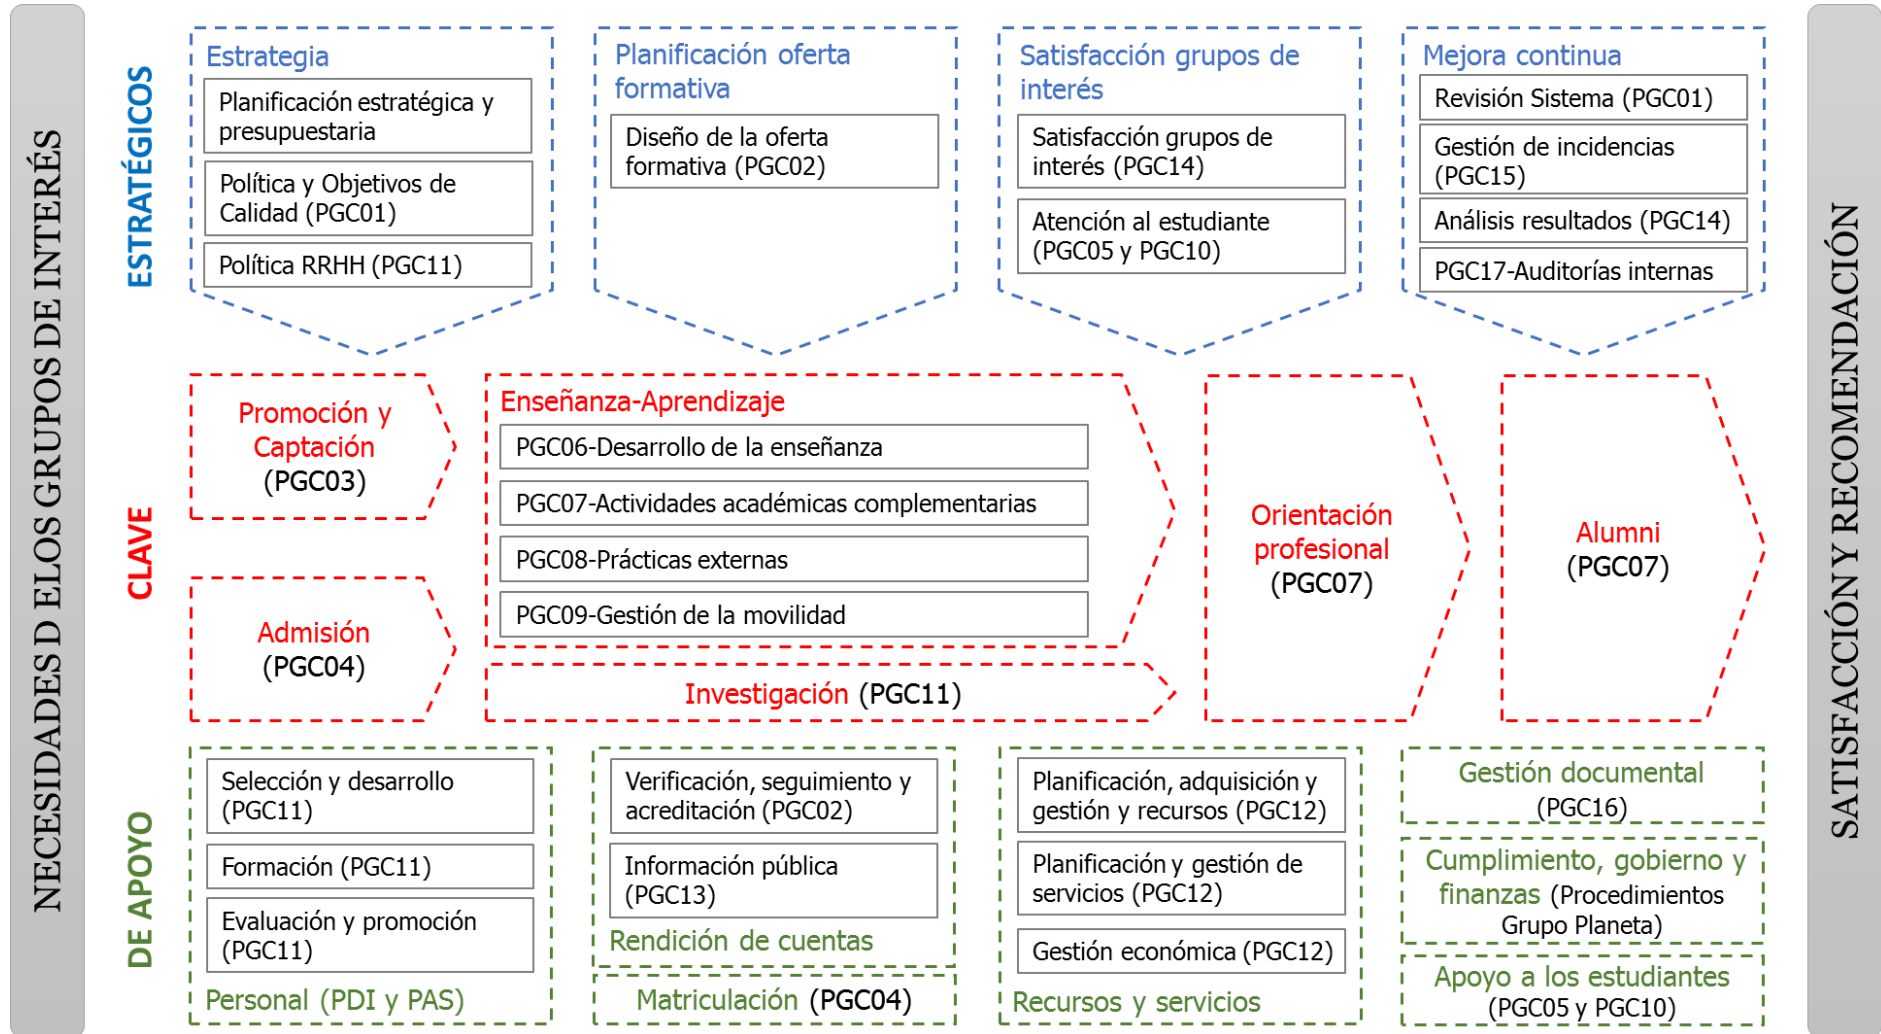 NECESIDADES D ELOS GRUPOS DE INTERÉS
ESTRATÉGICOS
Estrategia
Planificación estratégica y
presupuestaria
Política y Objetivos de
Calidad (PGC01)
Política RRHH (PGC11)
Planificación oferta
formativa
Diseño de la oferta
formativa (PGC02)
Satisfacción grupos de
interés
Satisfacción grupos de
interés (PGC14)
Atención al estudiante
(PGC05 y PGC10)
Mejora continua
Revisión Sistema (PGC01)
Gestión de incidencias
(PGC15)
Análisis resultados (PGC14)
PGC17-Auditorías internas
CLAVE
Promoción y
Captación
(PGC03)
Admisión
(PGC04)
Enseñanza-Aprendizaje
PGC06-Desarrollo de la enseñanza
PGC07-Actividades académicas complementarias
PGC08-Prácticas externas
PGC09-Gestión de la movilidad
Investigación (PGC11)
Orientación
profesional
(PGC07)
Alumni
(PGC07)
DE APOYO
Selección y desarrollo
(PGC11)
Formación (PGC11)
Evaluación y promoción
(PGC11)
Personal (PDI y PAS)
Verificación, seguimiento y
acreditación (PGC02)
Información pública
(PGC13)
Rendición de cuentas
Matriculación (PGC04)
Planificación, adquisición y
gestión y recursos (PGC12)
Planificación y gestión de
servicios (PGC12)
Gestión económica (PGC12)
Recursos y servicios
Gestión documental
(PGC16)
Cumplimiento, gobierno y
finanzas (Procedimientos
Grupo Planeta)
Apoyo a los estudiantes
(PGC05 y PGC10)
SATISFACCIÓN Y RECOMENDACIÓN